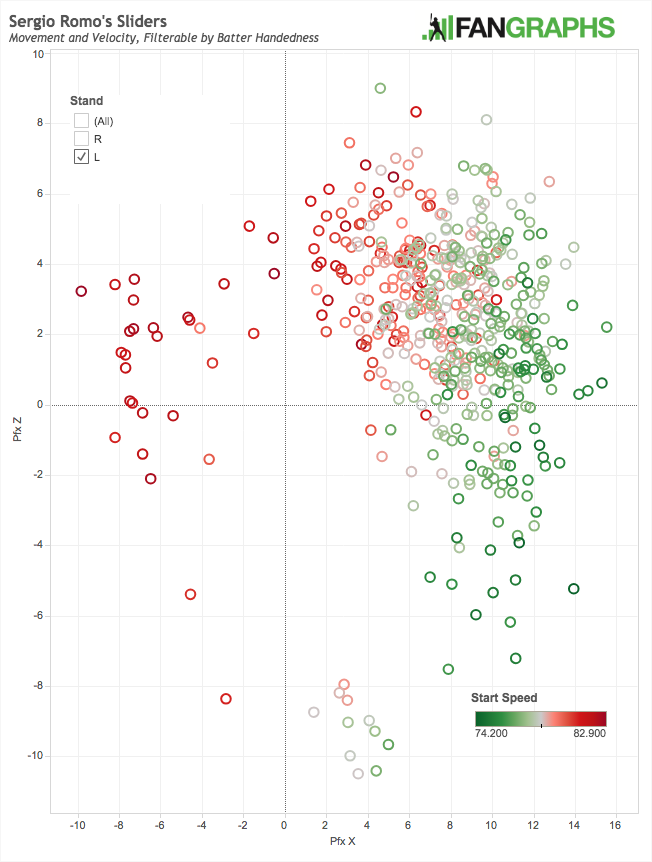 Sergio Romo's Sliders
Movement and Velocity, Filterable by Batter Handedness
FANGRAPHS
Stand
(All)
R
L
10
8
6
4
2
0
-2
-4
-6
-8
-10
Pfx Z
Start Speed
74.200 82.900
-10 -8 -6 -4 -2 0 2 4 6 8 10 12 14 16
Pfx X